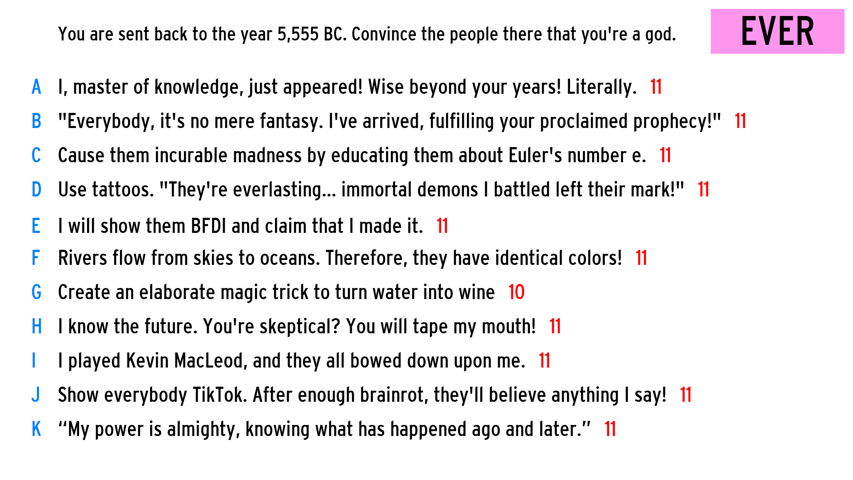 You are sent back to the year 5,555 BC. Convince the people there that you're a god. EVER
A I, master of knowledge, just appeared! Wise beyond your years! Literally. 11
B "Everybody, it's no mere fantasy. I've arrived, fulfilling your proclaimed prophecy!" 11
C Cause them incurable madness by educating them about Euler's number e. 11
D Use tattoos. "They're everlasting... immortal demons I battled left their mark!" 11
E I will show them BFDI and claim that I made it. 11
F Rivers flow from skies to oceans. Therefore, they have identical colors! 11
G Create an elaborate magic trick to turn water into wine 10
H I know the future. You're skeptical? You will tape my mouth! 11
I I played Kevin MacLeod, and they all bowed down upon me. 11
J Show everybody TikTok. After enough brainrot, they'll believe anything I say! 11
K “My power is almighty, knowing what has happened ago and later.” 11